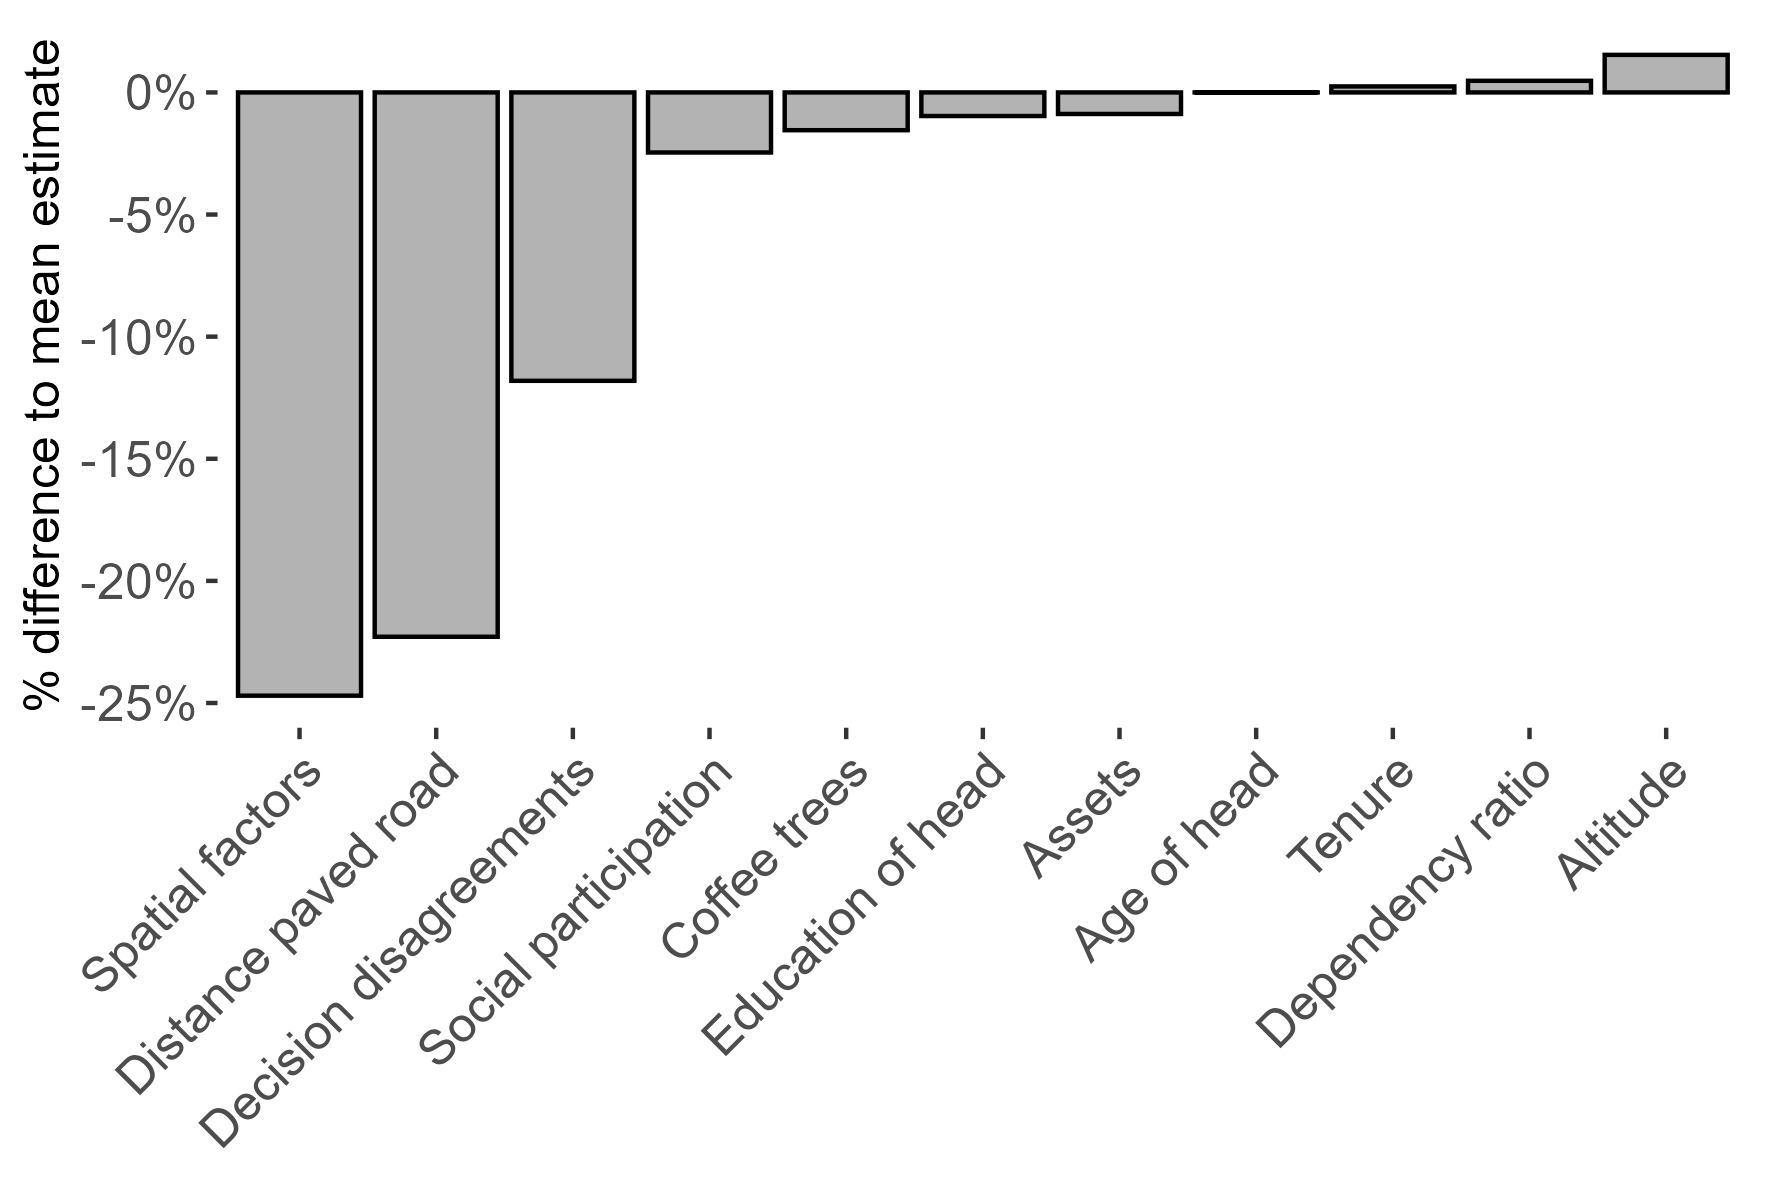 % difference to mean estimate
0%
-5%
-10%
-15%
-20%
-25%
Spatial factors
Distance paved road
Decision disagreements
Social participation
Coffee trees
Education of head
Assets
Age of head
Tenure
Dependency ratio
Altitude